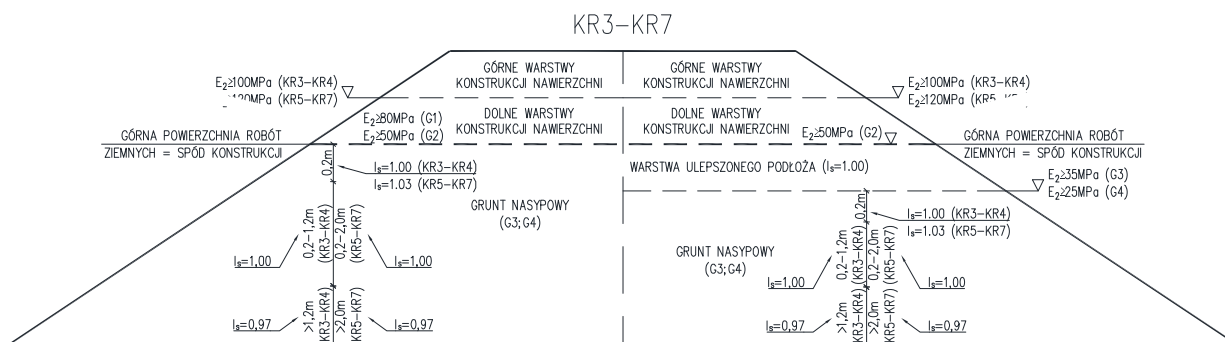 KR3-KR7
GÓRNE WARSTWY
KONSTRUKCJI NAWIERZCHNI
GÓRNE WARSTWY
KONSTRUKCJI NAWIERZCHNI
E₂≥100MPa (KR3-KR4)
(KR5-KR7)
E₂≥100MPa (KR3-KR4)
E₂≥120MPa
DOLNE WARSTWY
KONSTRUKCJI NAWIERZCHNI
DOLNE WARSTWY
KONSTRUKCJI NAWIERZCHNI
E₂≥80MPa (G1)
E₂≥50MPa (G2)
E₂≥50MPa (G2)
GÓRNA POWIERZCHNIA ROBÓT
ZIEMNYCH = SPÓD KONSTRUKCJI
GÓRNA POWIERZCHNIA ROBÓT
ZIEMNYCH = SPÓD KONSTRUKCJI
0.2m
Iₛ=1.00 (KR3-KR4)
Iₛ=1.03 (KR5-KR7)
WARSTWA ULEPSZONEGO PODŁOŻA (Iₛ=1.00)
E₂≥35MPa (G3)
E₂≥25MPa (G4)
GRUNT NASYPOWY
(G3;G4)
0.2m
Iₛ=1.00 (KR3-KR4)
Iₛ=1.03 (KR5-KR7)
0.2-1,2m
(KR3-KR4)
0.2-2,0m
(KR5-KR7)
Iₛ=1,00
Iₛ=1,00
GRUNT NASYPOWY
(G3;G4)
0.2-1,2m
(KR3-KR4)
0.2-2,0m
(KR5-KR7)
Iₛ=1,00
Iₛ=1,00
>1,2m
(KR3-KR4)
>2,0m
(KR5-KR7)
Iₛ=0,97
Iₛ=0,97
>1,2m
(KR3-KR4)
>2,0m
(KR5-KR7)
Iₛ=0,97
Iₛ=0,97